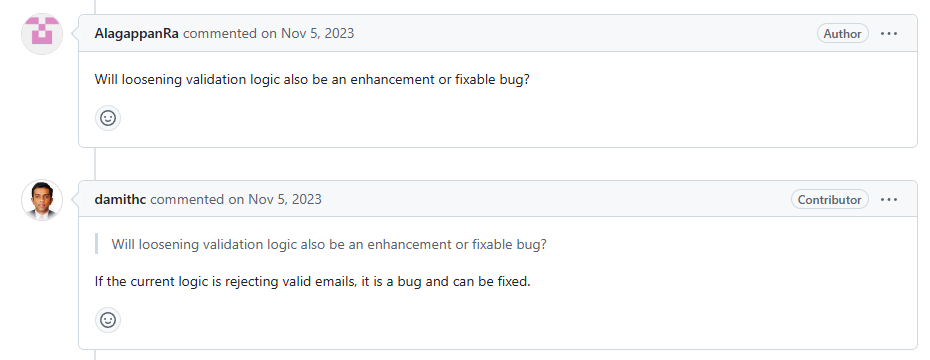 AlagappanRa commented on Nov 5, 2023 Author
Will loosening validation logic also be an enhancement or fixable bug?
damithc commented on Nov 5, 2023 Contributor
Will loosening validation logic also be an enhancement or fixable bug?
If the current logic is rejecting valid emails, it is a bug and can be fixed.